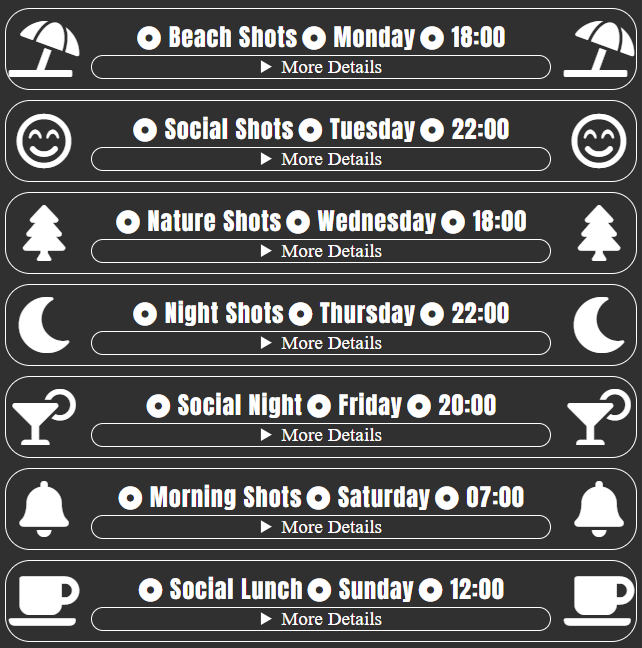 Beach Shots Monday 18:00
More Details
Social Shots Tuesday 22:00
More Details
Nature Shots Wednesday 18:00
More Details
Night Shots Thursday 22:00
More Details
Social Night Friday 20:00
More Details
Morning Shots Saturday 07:00
More Details
Social Lunch Sunday 12:00
More Details